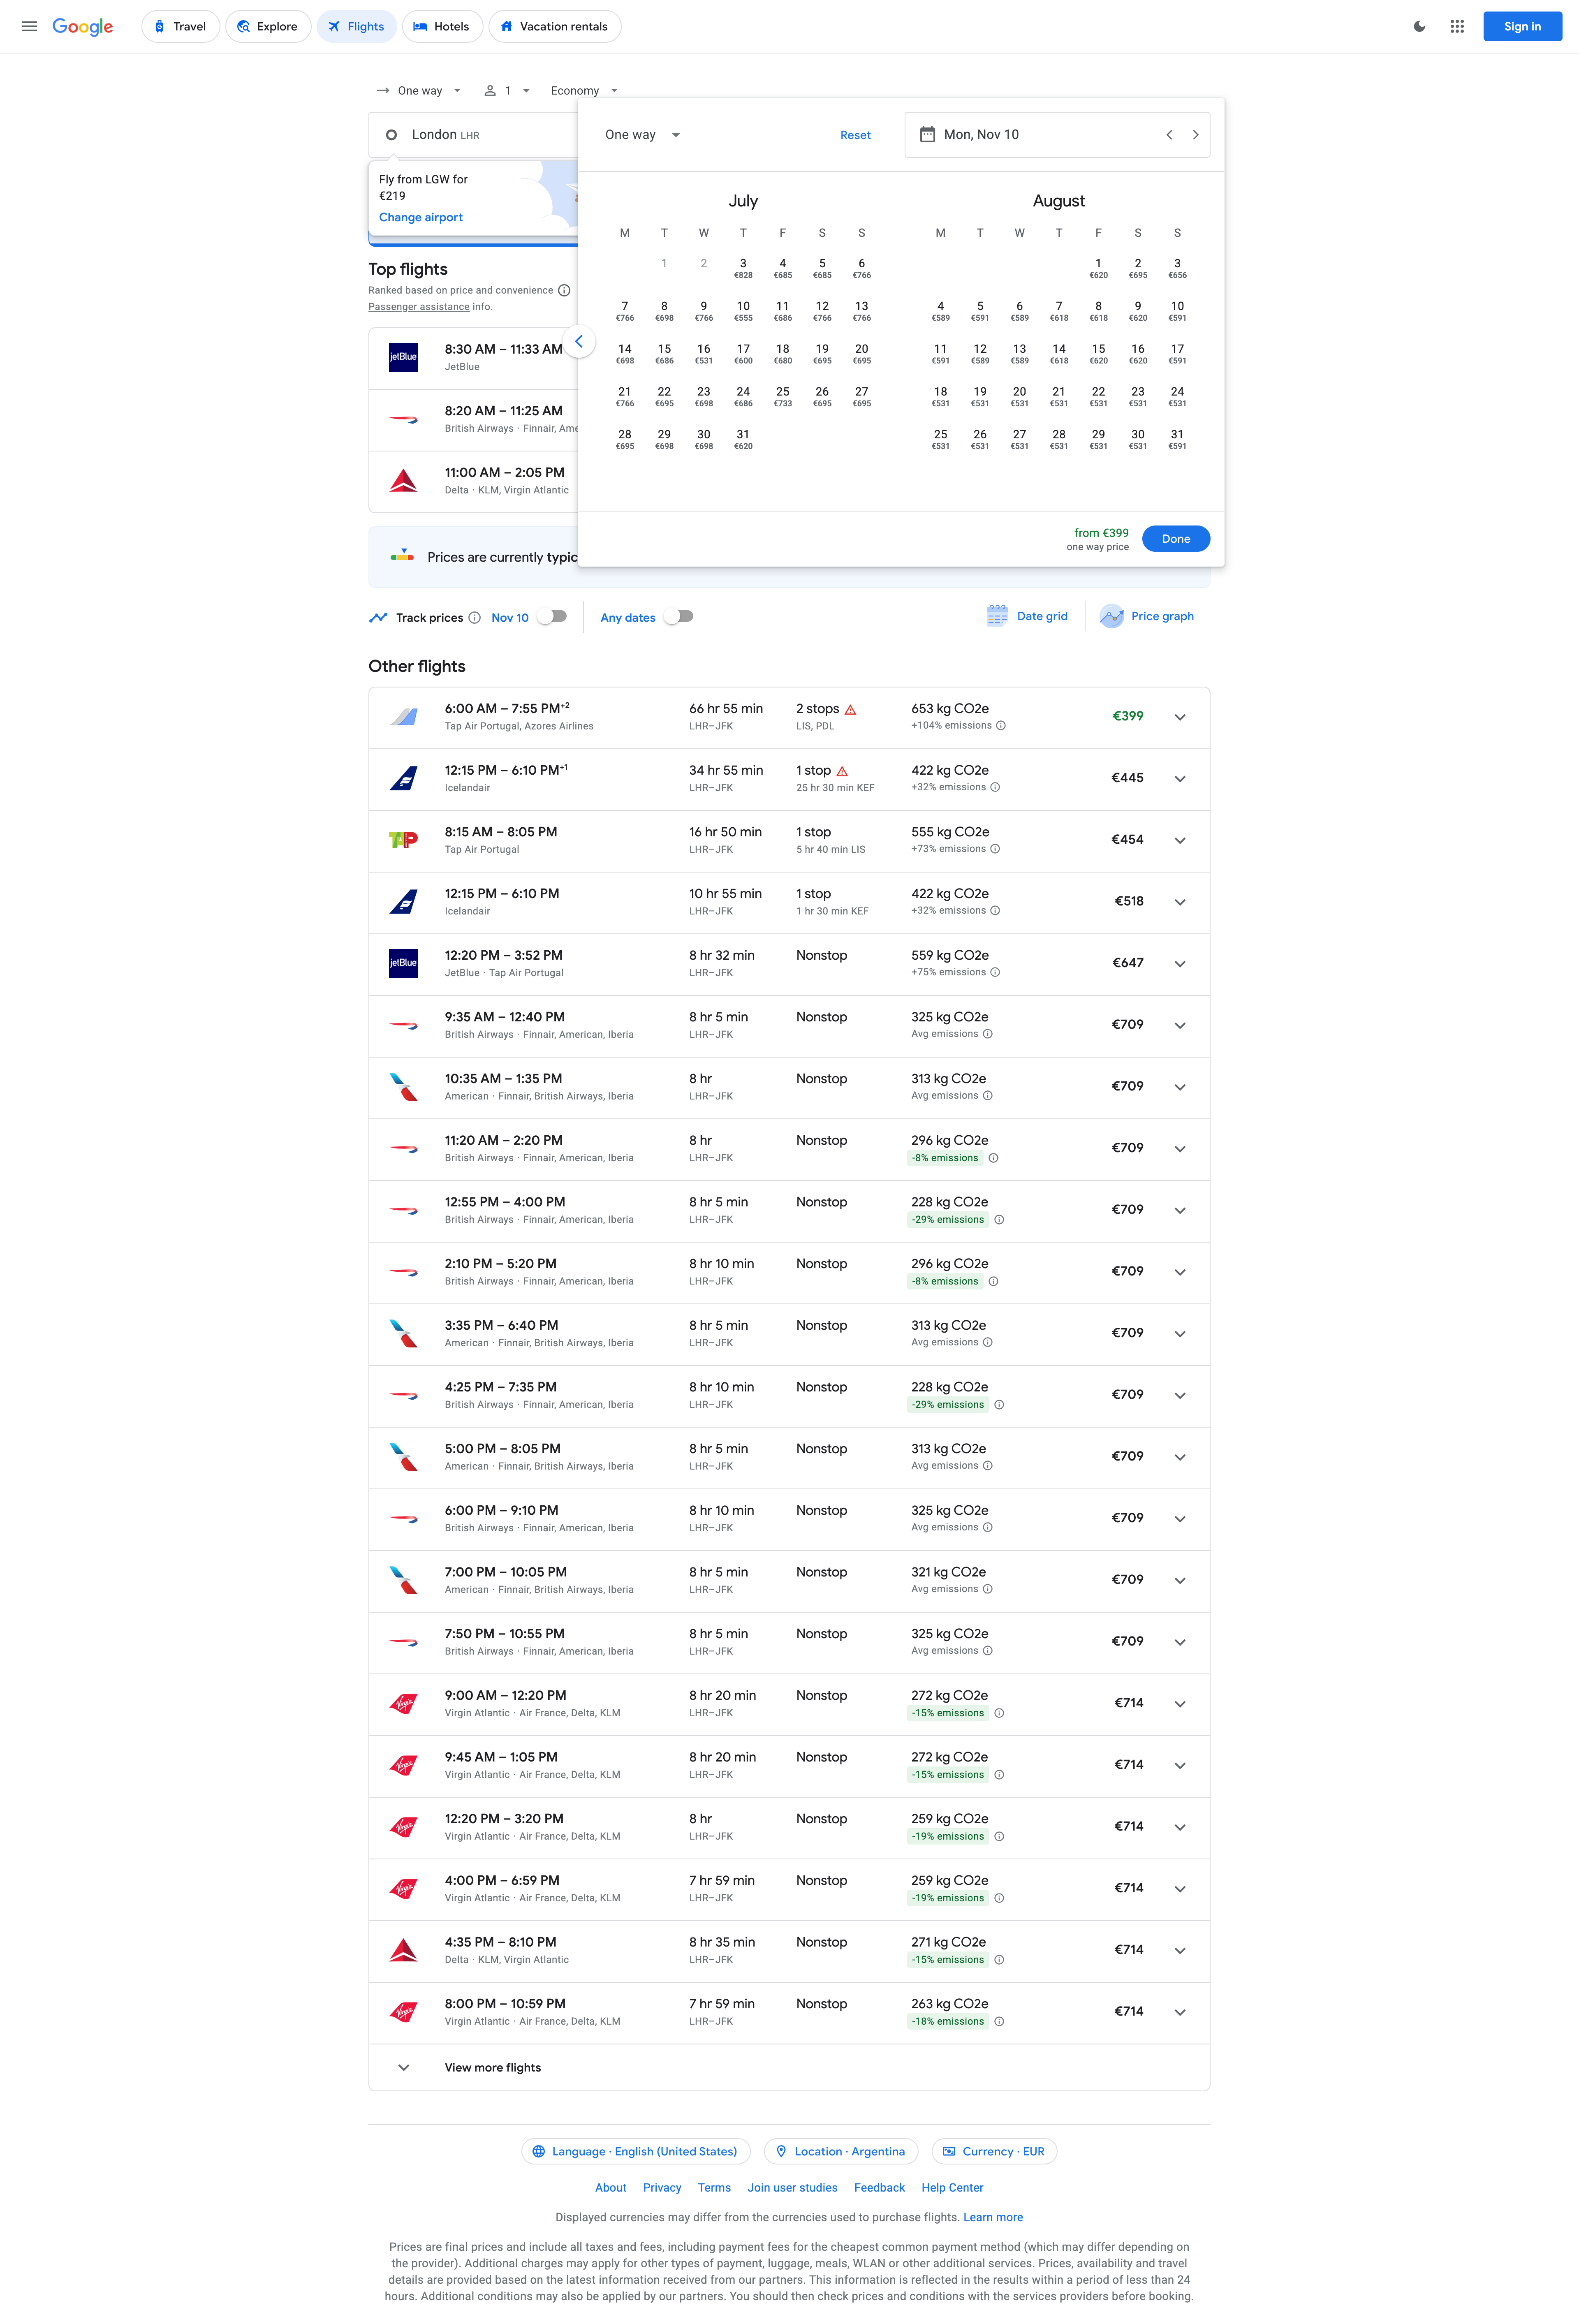 Google
Travel
Explore
Flights
Hotels
Vacation rentals
Sign in
One way
1
Economy
London LHR
One way
Reset
Mon, Nov 10
Fly from LGW for
€219
Change airport
July
M T W T F S S
1 2 3 4 5 6
€828 €685 €685 €766
7 8 9 10 11 12 13
€766 €698 €766 €555 €686 €766 €766
14 15 16 17 18 19 20
€698 €686 €531 €600 €680 €695 €695
21 22 23 24 25 26 27
€766 €695 €698 €686 €733 €695 €695
28 29 30 31
€695 €698 €698 €620
August
M T W T F S S
1 2 3
€620 €695 €656
4 5 6 7 8 9 10
€589 €591 €589 €618 €618 €620 €591
11 12 13 14 15 16 17
€591 €589 €589 €618 €620 €620 €591
18 19 20 21 22 23 24
€531 €531 €531 €531 €531 €531 €531
25 26 27 28 29 30 31
€531 €531 €531 €531 €531 €531 €591
from €399
one way price
Done
Top flights
Ranked based on price and convenience
Passenger assistance info.
jetBlue
8:30 AM – 11:33 AM
JetBlue
8:20 AM – 11:25 AM
British Airways · Finnair, Ame
11:00 AM – 2:05 PM
Delta · KLM, Virgin Atlantic
Prices are currently typic
Track prices
Nov 10
Any dates
Date grid
Price graph
Other flights
6:00 AM – 7:55 PM+2 66 hr 55 min 2 stops 653 kg CO2e €399
Tap Air Portugal, Azores Airlines LHR–JFK LIS, PDL +104% emissions
12:15 PM – 6:10 PM+1 34 hr 55 min 1 stop 422 kg CO2e €445
Icelandair LHR–JFK 25 hr 30 min KEF +32% emissions
TAP
8:15 AM – 8:05 PM 16 hr 50 min 1 stop 555 kg CO2e €454
Tap Air Portugal LHR–JFK 5 hr 40 min LIS +73% emissions
12:15 PM – 6:10 PM 10 hr 55 min 1 stop 422 kg CO2e €518
Icelandair LHR–JFK 1 hr 30 min KEF +32% emissions
jetBlue
12:20 PM – 3:52 PM 8 hr 32 min Nonstop 559 kg CO2e €647
JetBlue · Tap Air Portugal LHR–JFK +75% emissions
9:35 AM – 12:40 PM 8 hr 5 min Nonstop 325 kg CO2e €709
British Airways · Finnair, American, Iberia LHR–JFK Avg emissions
10:35 AM – 1:35 PM 8 hr Nonstop 313 kg CO2e €709
American · Finnair, British Airways, Iberia LHR–JFK Avg emissions
11:20 AM – 2:20 PM 8 hr Nonstop 296 kg CO2e €709
British Airways · Finnair, American, Iberia LHR–JFK -8% emissions
12:55 PM – 4:00 PM 8 hr 5 min Nonstop 228 kg CO2e €709
British Airways · Finnair, American, Iberia LHR–JFK -29% emissions
2:10 PM – 5:20 PM 8 hr 10 min Nonstop 296 kg CO2e €709
British Airways · Finnair, American, Iberia LHR–JFK -8% emissions
3:35 PM – 6:40 PM 8 hr 5 min Nonstop 313 kg CO2e €709
American · Finnair, British Airways, Iberia LHR–JFK Avg emissions
4:25 PM – 7:35 PM 8 hr 10 min Nonstop 228 kg CO2e €709
British Airways · Finnair, American, Iberia LHR–JFK -29% emissions
5:00 PM – 8:05 PM 8 hr 5 min Nonstop 313 kg CO2e €709
American · Finnair, British Airways, Iberia LHR–JFK Avg emissions
6:00 PM – 9:10 PM 8 hr 10 min Nonstop 325 kg CO2e €709
British Airways · Finnair, American, Iberia LHR–JFK Avg emissions
7:00 PM – 10:05 PM 8 hr 5 min Nonstop 321 kg CO2e €709
American · Finnair, British Airways, Iberia LHR–JFK Avg emissions
7:50 PM – 10:55 PM 8 hr 5 min Nonstop 325 kg CO2e €709
British Airways · Finnair, American, Iberia LHR–JFK Avg emissions
9:00 AM – 12:20 PM 8 hr 20 min Nonstop 272 kg CO2e €714
Virgin Atlantic · Air France, Delta, KLM LHR–JFK -15% emissions
9:45 AM – 1:05 PM 8 hr 20 min Nonstop 272 kg CO2e €714
Virgin Atlantic · Air France, Delta, KLM LHR–JFK -15% emissions
12:20 PM – 3:20 PM 8 hr Nonstop 259 kg CO2e €714
Virgin Atlantic · Air France, Delta, KLM LHR–JFK -19% emissions
4:00 PM – 6:59 PM 7 hr 59 min Nonstop 259 kg CO2e €714
Virgin Atlantic · Air France, Delta, KLM LHR–JFK -19% emissions
4:35 PM – 8:10 PM 8 hr 35 min Nonstop 271 kg CO2e €714
Delta · KLM, Virgin Atlantic LHR–JFK -15% emissions
8:00 PM – 10:59 PM 7 hr 59 min Nonstop 263 kg CO2e €714
Virgin Atlantic · Air France, Delta, KLM LHR–JFK -18% emissions
View more flights
Language · English (United States)
Location · Argentina
Currency · EUR
About Privacy Terms Join user studies Feedback Help Center
Displayed currencies may differ from the currencies used to purchase flights. Learn more
Prices are final prices and include all taxes and fees, including payment fees for the cheapest common payment method (which may differ depending on
the provider). Additional charges may apply for other types of payment, luggage, meals, WLAN or other additional services. Prices, availability and travel
details are provided based on the latest information received from our partners. This information is reflected in the results within a period of less than 24
hours. Additional conditions may also be applied by our partners. You should then check prices and conditions with the services providers before booking.